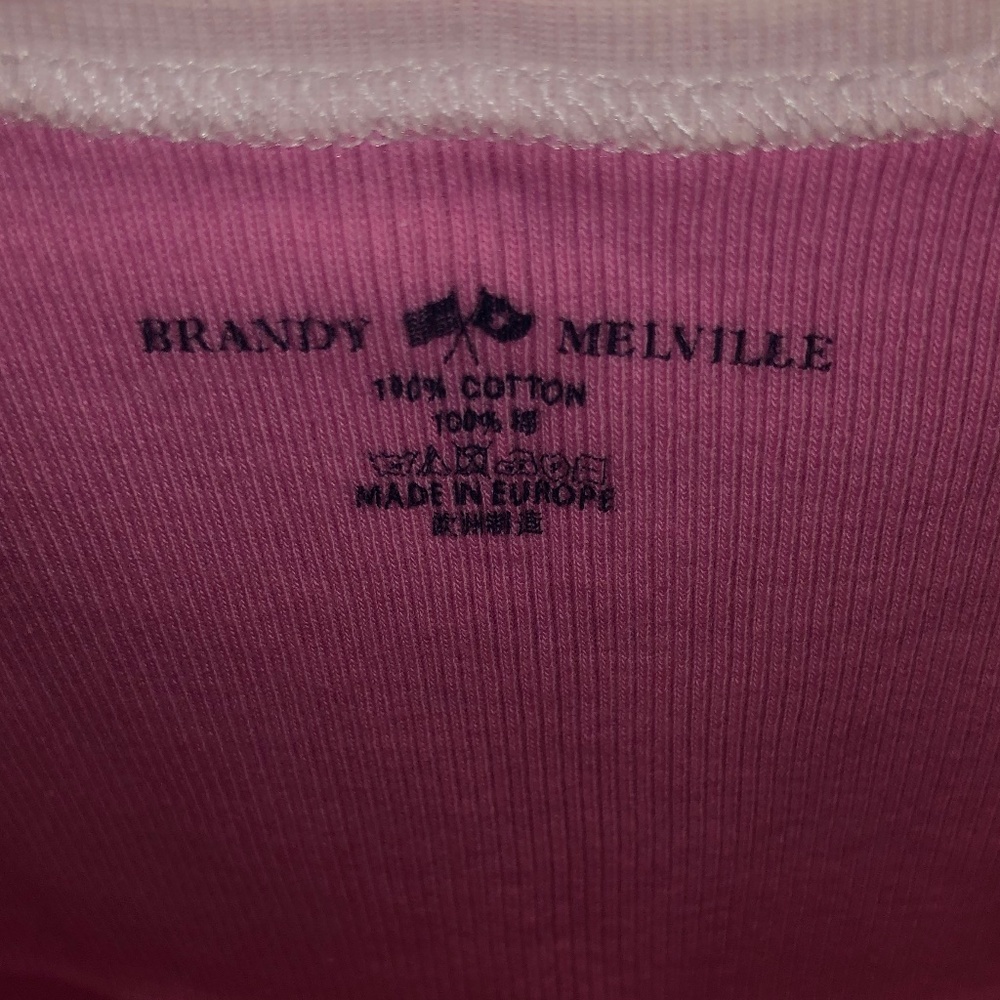 BRANDY MELVILLE
100% COTTON
100% 棉
MADE IN EUROPE
欧洲制造